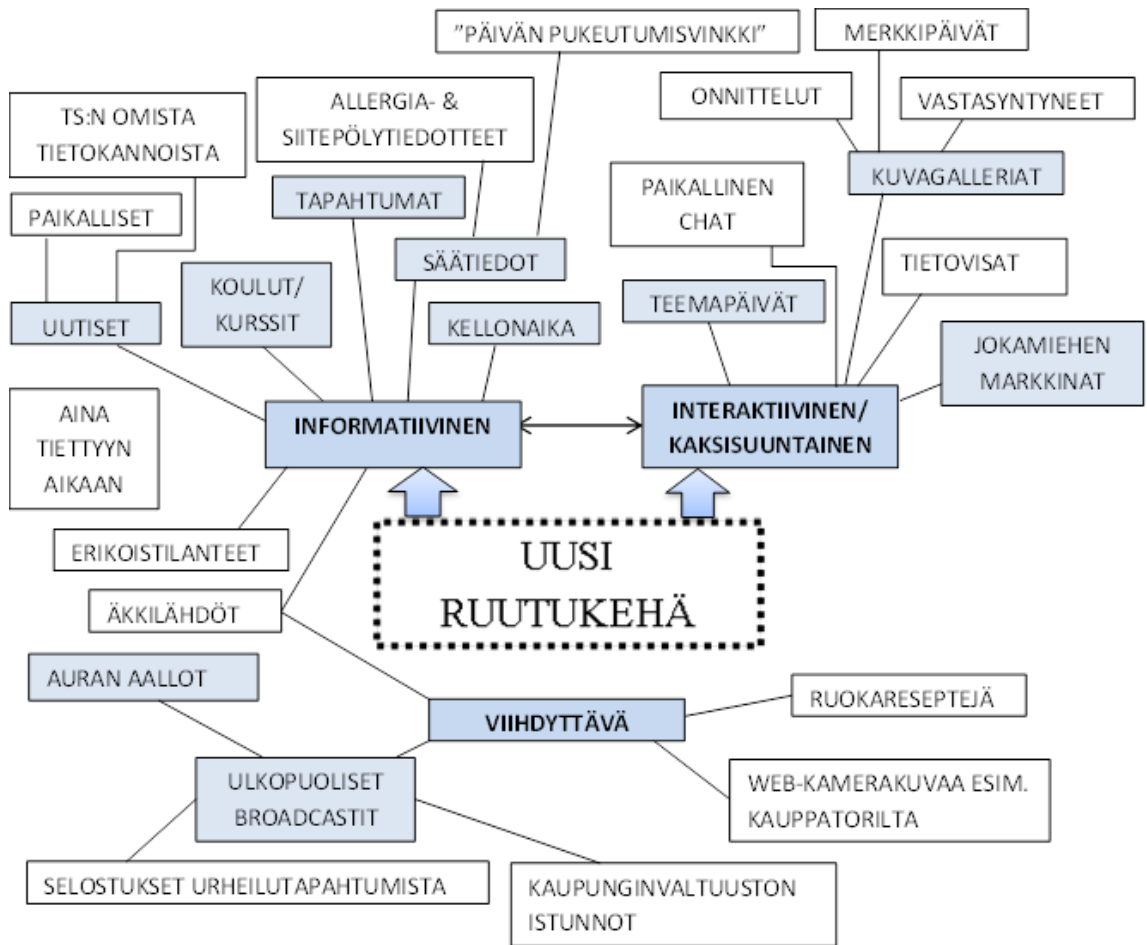 ”PÄIVÄN PUKEUTUMISVINKKI”
MERKKIPÄIVÄT
ONNITTELUT
VASTASYNTYNEET
TS:N OMISTA
TIETOKANNOISTA
ALLERGIA- &
SIITEPÖLYTIEDOTTEET
KUVAGALLERIAT
TAPAHTUMAT
PAIKALLINEN
CHAT
PAIKALLISET
SÄÄTIEDOT
TIETOVISAT
KOULUT/
KURSSIT
TEEMAPÄIVÄT
UUTISET
KELLONAIKA
JOKAMIEHEN
MARKKINAT
AINA
TIETTYYN
AIKAAN
INFORMATIIVINEN
INTERAKTIIVINEN/
KAKSISUUNTAINEN
ERIKOISTILANTEET
UUSI
RUUTUKEHÄ
ÄKKILÄHDÖT
AURAN AALLOT
VIIHDYTTÄVÄ
RUOKARESEPTEJÄ
ULKOPUOLISET
BROADCASTIT
WEB-KAMERAKUVAA ESIM.
KAUPPATORILTA
SELOSTUKSET URHEILUTAPAHTUMISTA
KAUPUNGINVALTUUSTON
ISTUNNOT